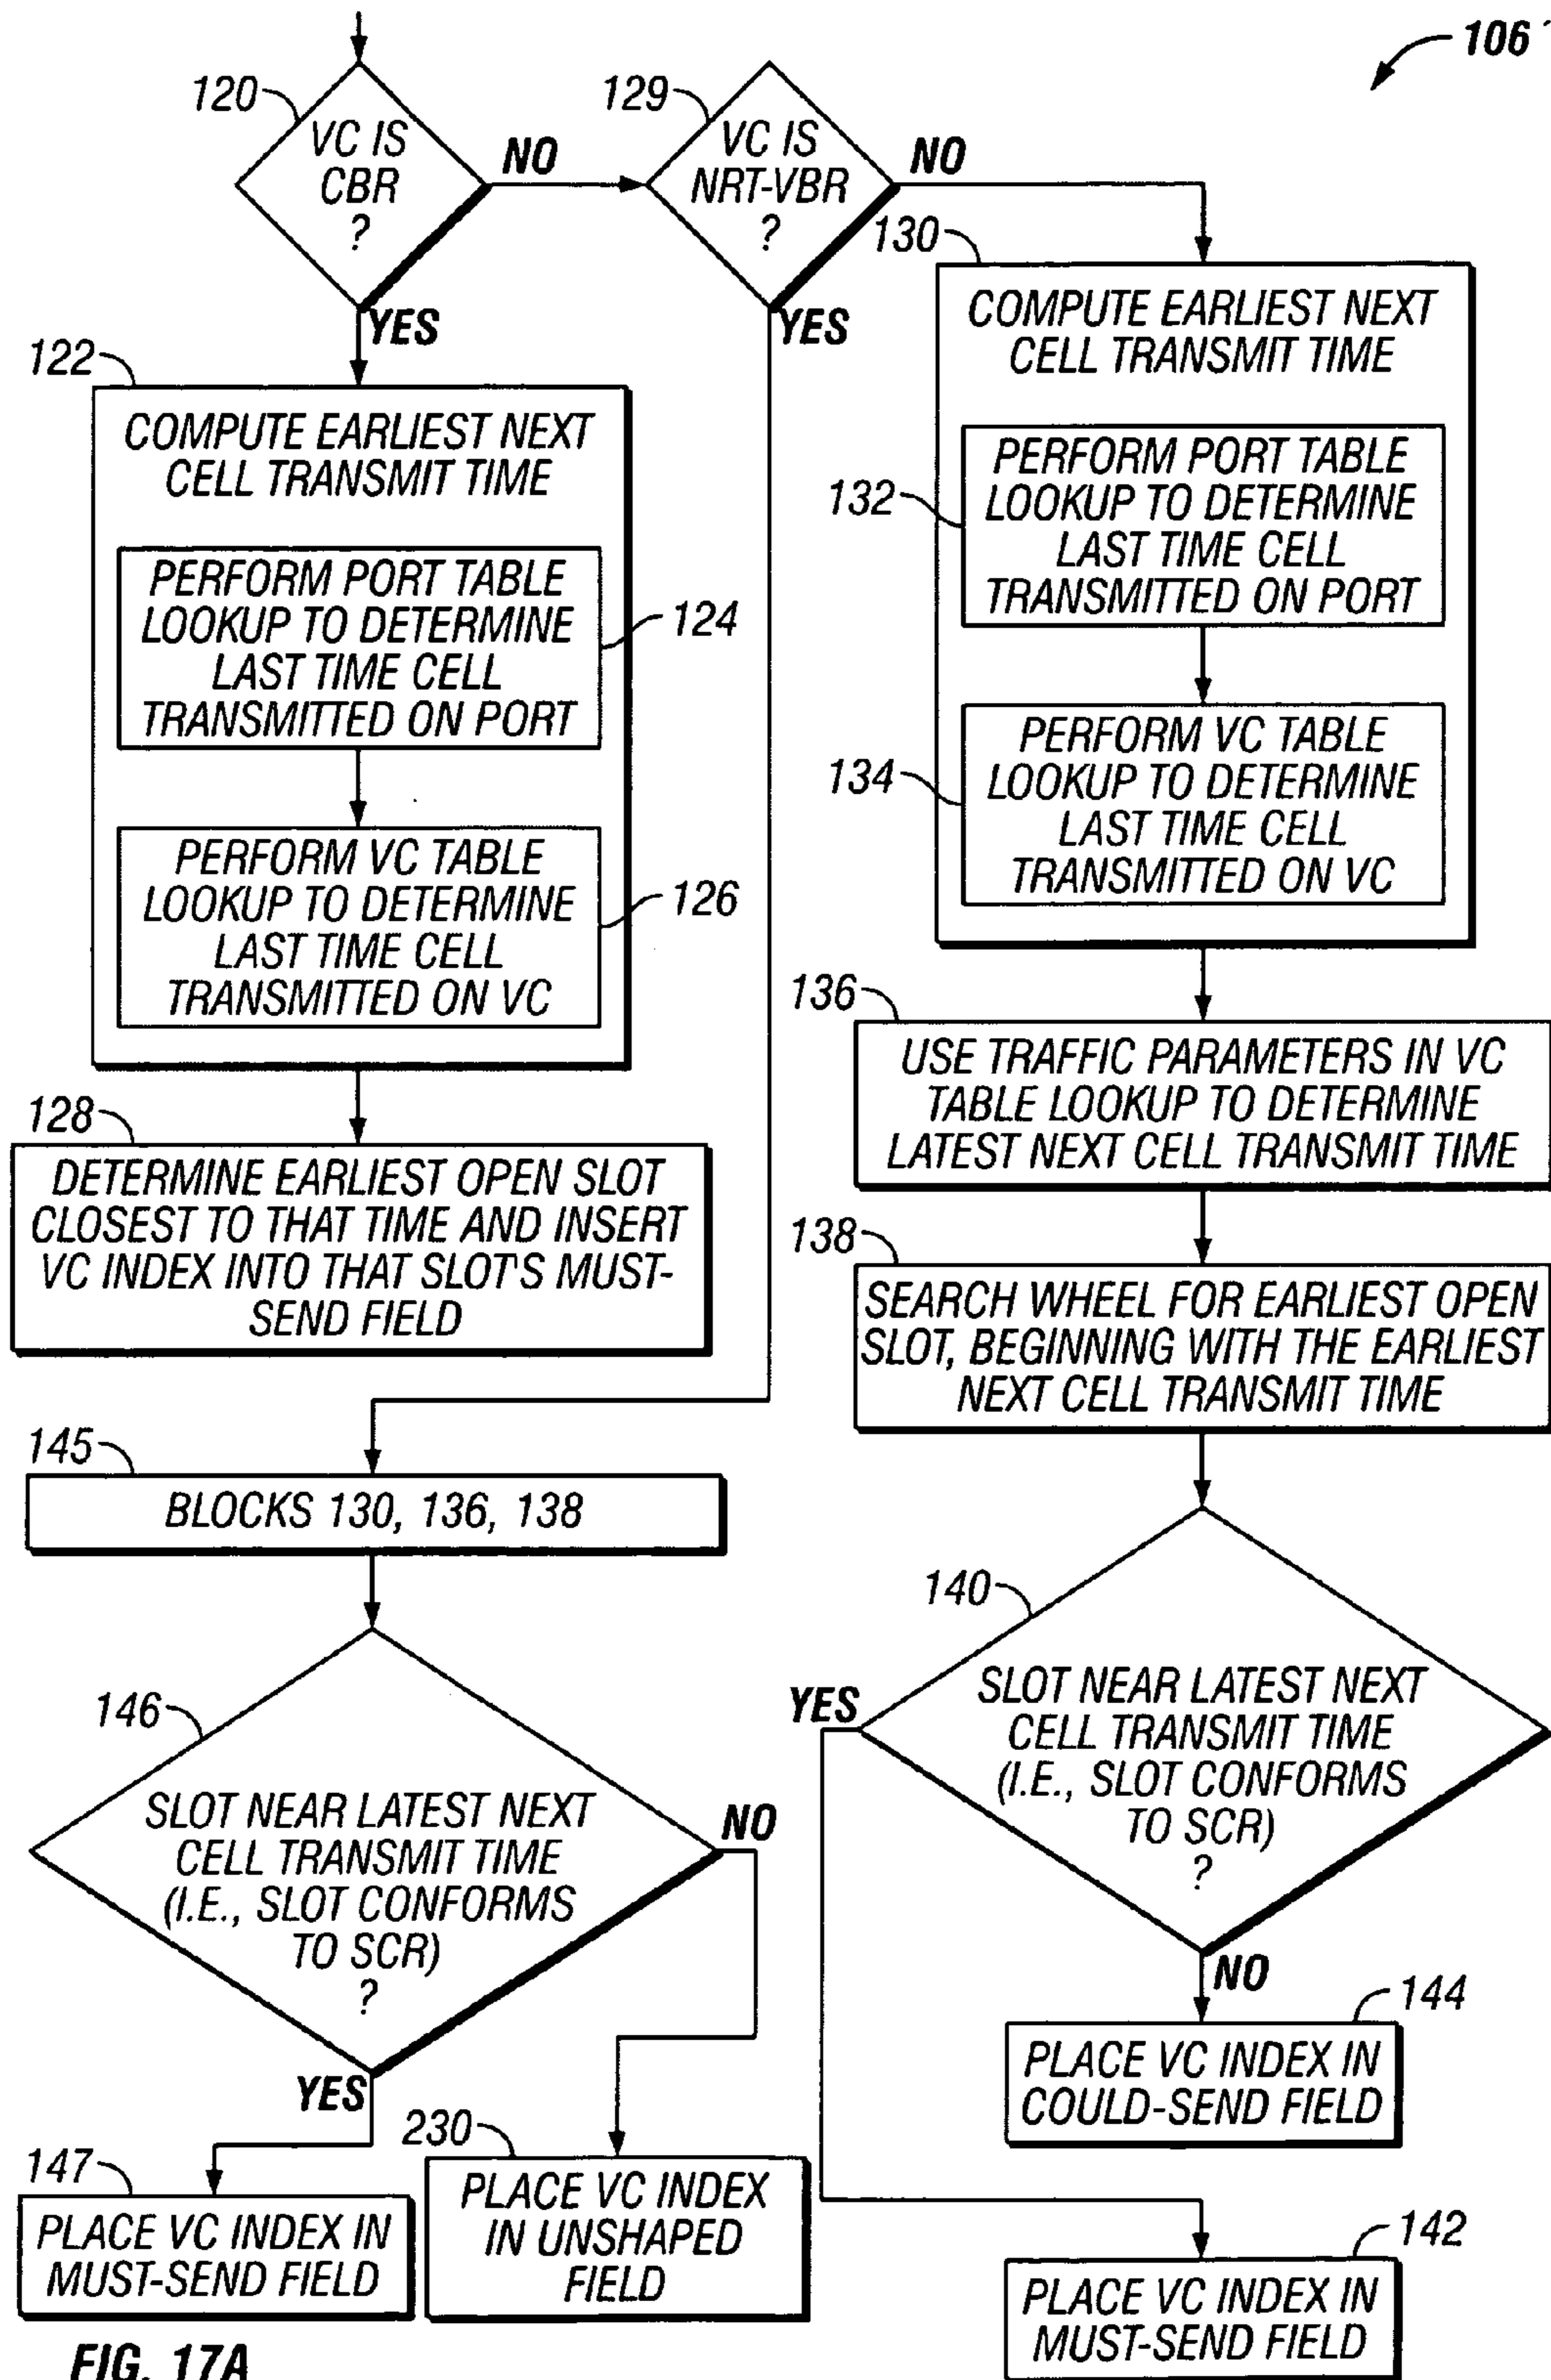 106'
120
VC IS
CBR
?
NO
YES
129
VC IS
NRT-VBR
?
NO
YES
122
COMPUTE EARLIEST NEXT
CELL TRANSMIT TIME
PERFORM PORT TABLE
LOOKUP TO DETERMINE
LAST TIME CELL
TRANSMITTED ON PORT
124
PERFORM VC TABLE
LOOKUP TO DETERMINE
LAST TIME CELL
TRANSMITTED ON VC
126
128
DETERMINE EARLIEST OPEN SLOT
CLOSEST TO THAT TIME AND INSERT
VC INDEX INTO THAT SLOT'S MUST-
SEND FIELD
130
COMPUTE EARLIEST NEXT
CELL TRANSMIT TIME
132
PERFORM PORT TABLE
LOOKUP TO DETERMINE
LAST TIME CELL
TRANSMITTED ON PORT
134
PERFORM VC TABLE
LOOKUP TO DETERMINE
LAST TIME CELL
TRANSMITTED ON VC
136
USE TRAFFIC PARAMETERS IN VC
TABLE LOOKUP TO DETERMINE
LATEST NEXT CELL TRANSMIT TIME
138
SEARCH WHEEL FOR EARLIEST OPEN
SLOT, BEGINNING WITH THE EARLIEST
NEXT CELL TRANSMIT TIME
140
SLOT NEAR LATEST NEXT
CELL TRANSMIT TIME
(I.E., SLOT CONFORMS
TO SCR)
?
YES
NO
144
PLACE VC INDEX IN
COULD-SEND FIELD
142
PLACE VC INDEX IN
MUST-SEND FIELD
145
BLOCKS 130, 136, 138
146
SLOT NEAR LATEST NEXT
CELL TRANSMIT TIME
(I.E., SLOT CONFORMS
TO SCR)
?
NO
YES
147
PLACE VC INDEX IN
MUST-SEND FIELD
230
PLACE VC INDEX
IN UNSHAPED
FIELD
FIG. 17A